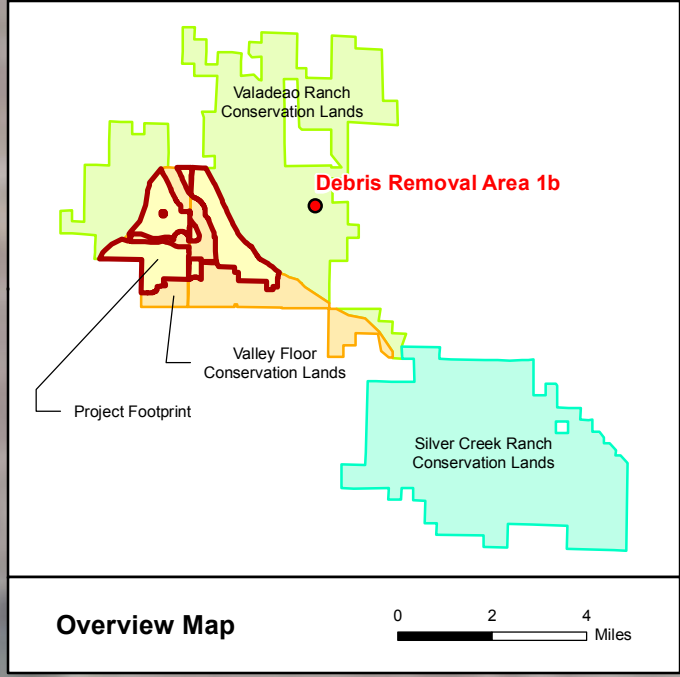 Valadeao Ranch
Conservation Lands
Debris Removal Area 1b
Valley Floor
Conservation Lands
Project Footprint
Silver Creek Ranch
Conservation Lands
Overview Map
0 2 4
Miles